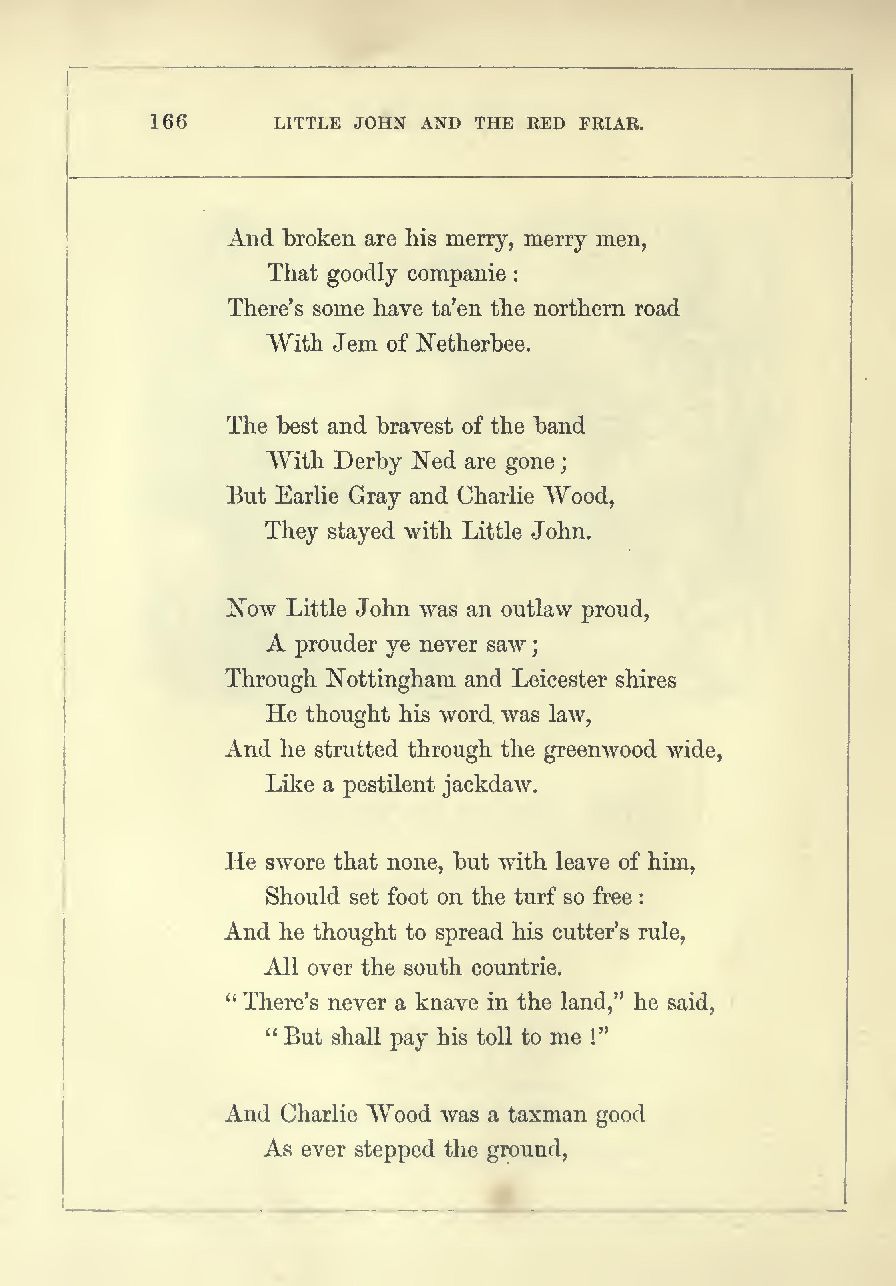 166 LITTLE JOHN AND THE RED FRIAR.
And broken are his merry, merry men,
That goodly companie :
There's some have ta'en the northern road
With Jem of Netherbee.
The best and bravest of the band
With Derby Ned are gone ;
But Earlie Gray and Charlie Wood,
They stayed with Little John.
Now Little John was an outlaw proud,
A prouder ye never saw ;
Through Nottingham and Leicester shires
He thought his word was law,
And he strutted through the greenwood wide,
Like a pestilent jackdaw.
He swore that none, but with leave of him,
Should set foot on the turf so free :
And he thought to spread his cutter's rule,
All over the south countrie.
“ There's never a knave in the land,” he said,
“ But shall pay his toll to me !”
And Charlie Wood was a taxman good
As ever stepped the ground,